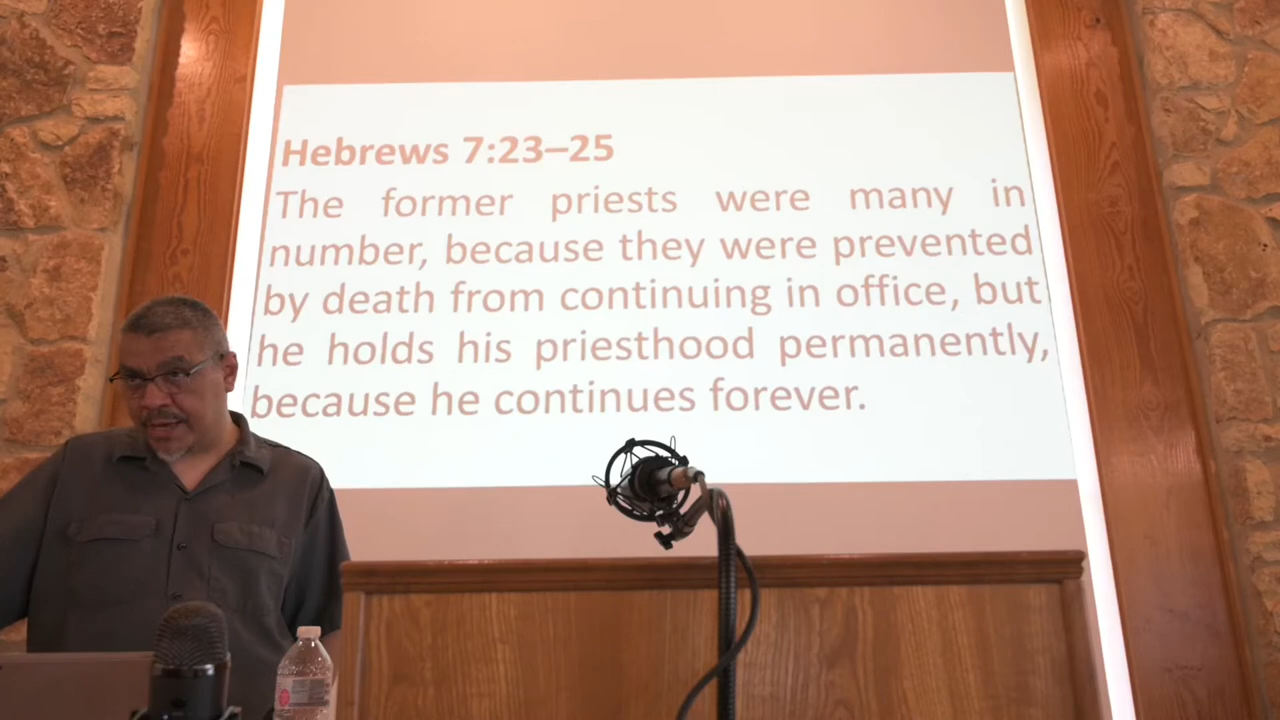 Hebrews 7:23–25
The former priests were many in
number, because they were prevented
by death from continuing in office, but
he holds his priesthood permanently,
because he continues forever.